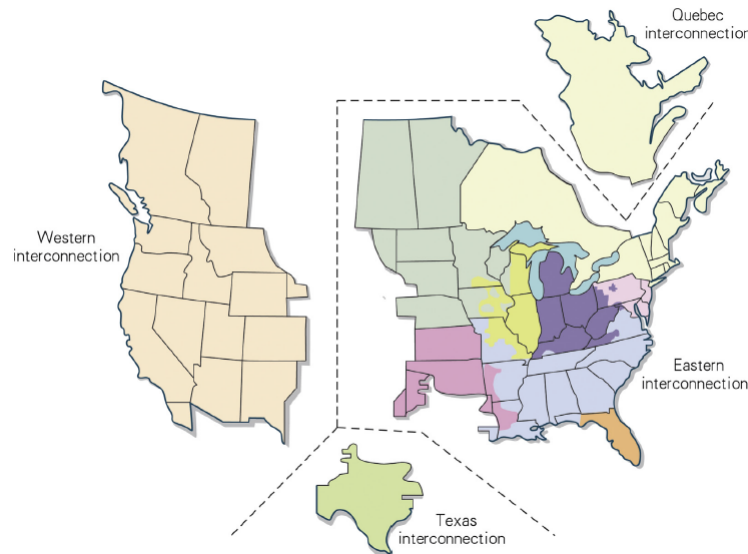 Quebec
interconnection
Western
interconnection
Eastern
interconnection
Texas
interconnection